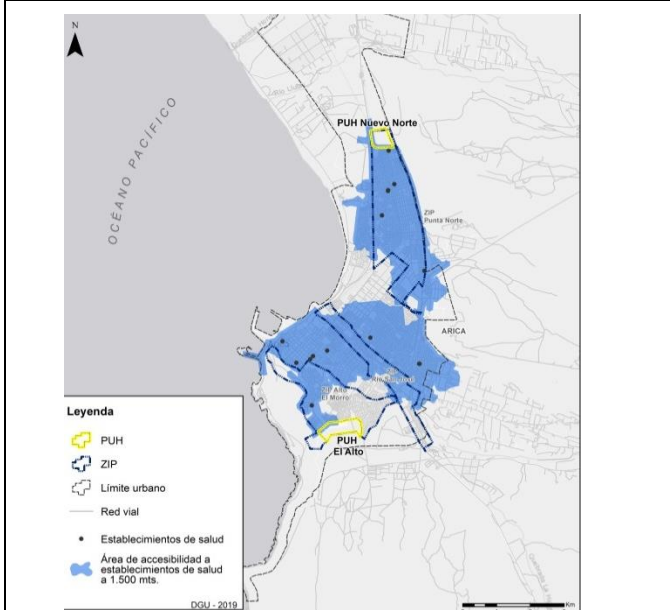 N
OCÉANO PACÍFICO
PUH Nuevo Norte
ZIP
Punta Norte
ARICA
ZIP Alto
El Morro
PUH
El Alto
Leyenda
PUH
ZIP
Límite urbano
Red vial
Establecimientos de salud
Área de accesibilidad a
establecimientos de salud
a 1.500 mts.
DGU - 2019
Km